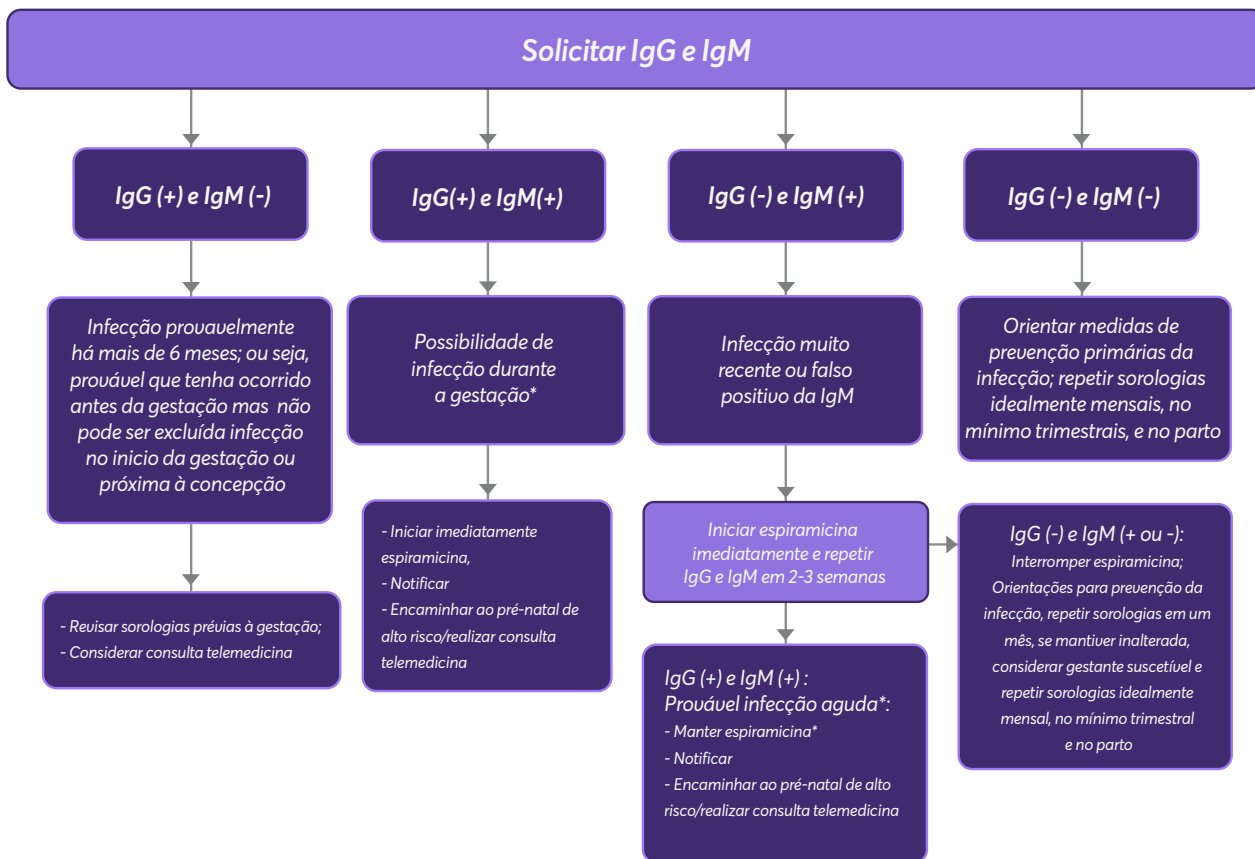 Solicitar IgG e IgM
IgG (+) e IgM (-)
IgG(+) e IgM(+)
IgG (-) e IgM (+)
IgG (-) e IgM (-)
Infecção provavelmente
há mais de 6 meses; ou seja,
provável que tenha ocorrido
antes da gestação mas não
pode ser excluída infecção
no inicio da gestação ou
próxima à concepção
Possibilidade de
infecção durante
a gestação*
Infecção muito
recente ou falso
positivo da IgM
Orientar medidas de
prevenção primárias da
infecção; repetir sorologias
idealmente mensais, no
mínimo trimestrais, e no parto
- Revisar sorologias prévias à gestação;
- Considerar consulta telemedicina
- Iniciar imediatamente
espiramicina,
- Notificar
- Encaminhar ao pré-natal de
alto risco/realizar consulta
telemedicina
Iniciar espiramicina
imediatamente e repetir
IgG e IgM em 2-3 semanas
IgG (+) e IgM (+) :
Provável infecção aguda*:
- Manter espiramicina*
- Notificar
- Encaminhar ao pré-natal de alto
risco/realizar consulta telemedicina
IgG (-) e IgM (+ ou -):
Interromper espiramicina;
Orientações para prevenção da
infecção, repetir sorologias em um
mês, se mantiver inalterada,
considerar gestante suscetível e
repetir sorologias idealmente
mensal, no mínimo trimestral
e no parto